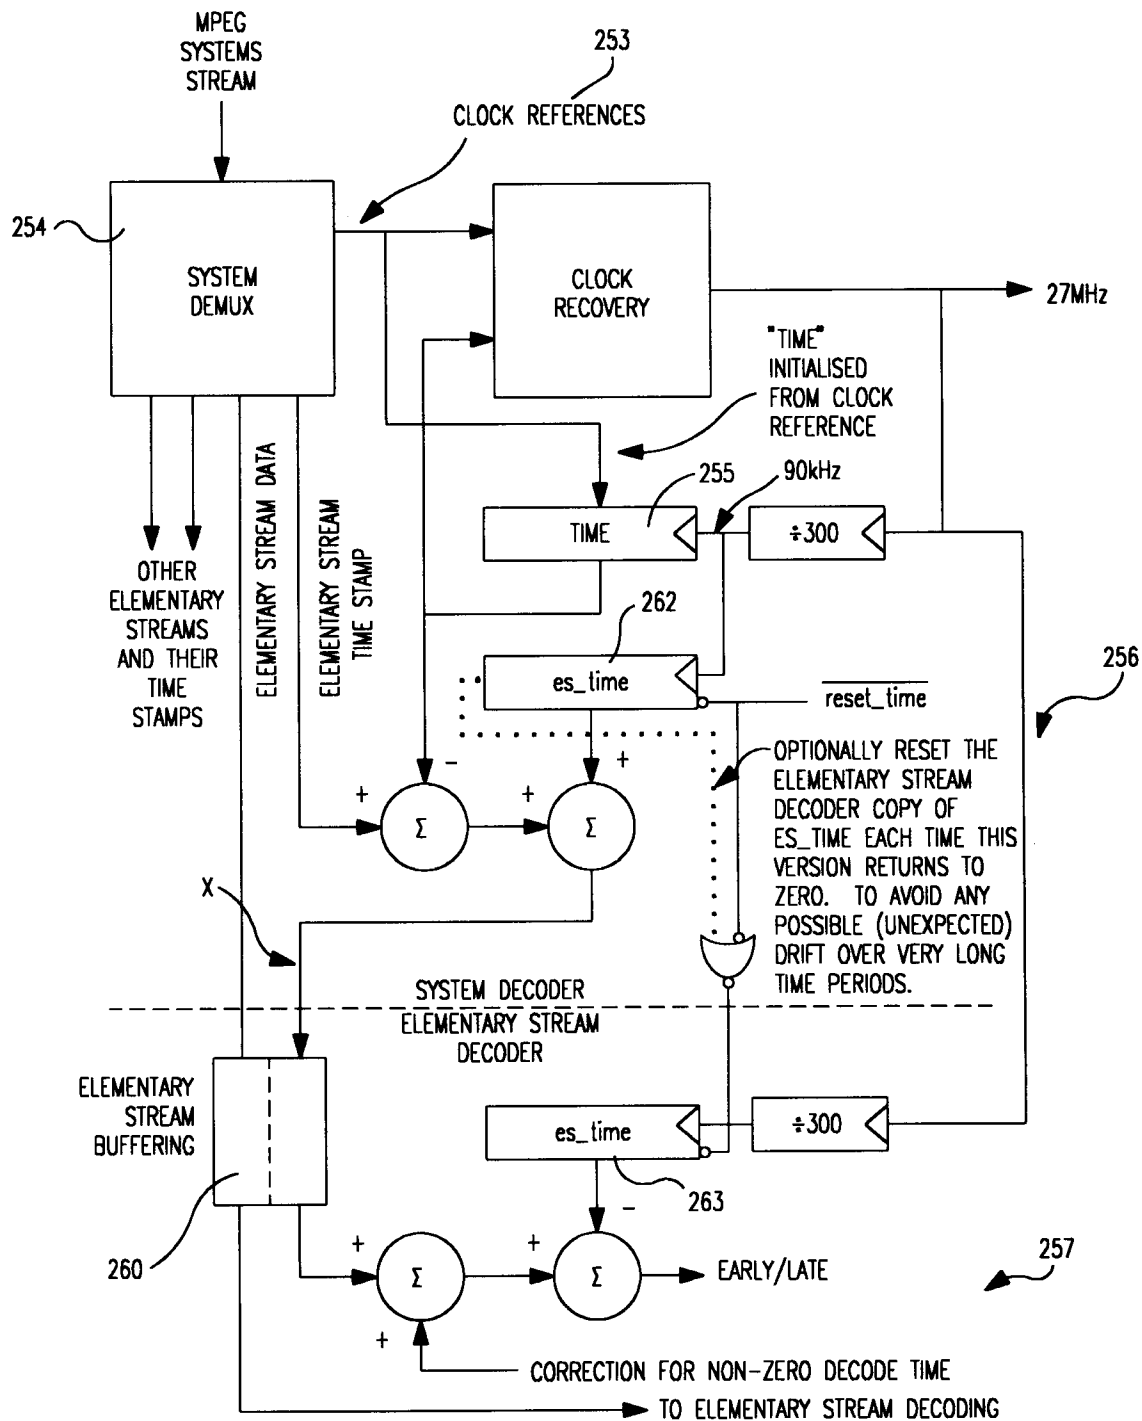 MPEG
SYSTEMS
STREAM
253
CLOCK REFERENCES
254
SYSTEM
DEMUX
CLOCK
RECOVERY
27MHz
"TIME"
INITIALISED
FROM CLOCK
REFERENCE
255
90kHz
TIME
÷300
OTHER
ELEMENTARY
STREAMS
AND THEIR
TIME
STAMPS
ELEMENTARY STREAM DATA
ELEMENTARY STREAM
TIME STAMP
262
es_time
reset_time
256
OPTIONALLY RESET THE
ELEMENTARY STREAM
DECODER COPY OF
ES_TIME EACH TIME THIS
VERSION RETURNS TO
ZERO. TO AVOID ANY
POSSIBLE (UNEXPECTED)
DRIFT OVER VERY LONG
TIME PERIODS.
- +
+ Σ + Σ
X
SYSTEM DECODER
ELEMENTARY STREAM
DECODER
ELEMENTARY
STREAM
BUFFERING
es_time
÷300
263
260
-
+ Σ + Σ
EARLY/LATE
257
+
CORRECTION FOR NON-ZERO DECODE TIME
TO ELEMENTARY STREAM DECODING